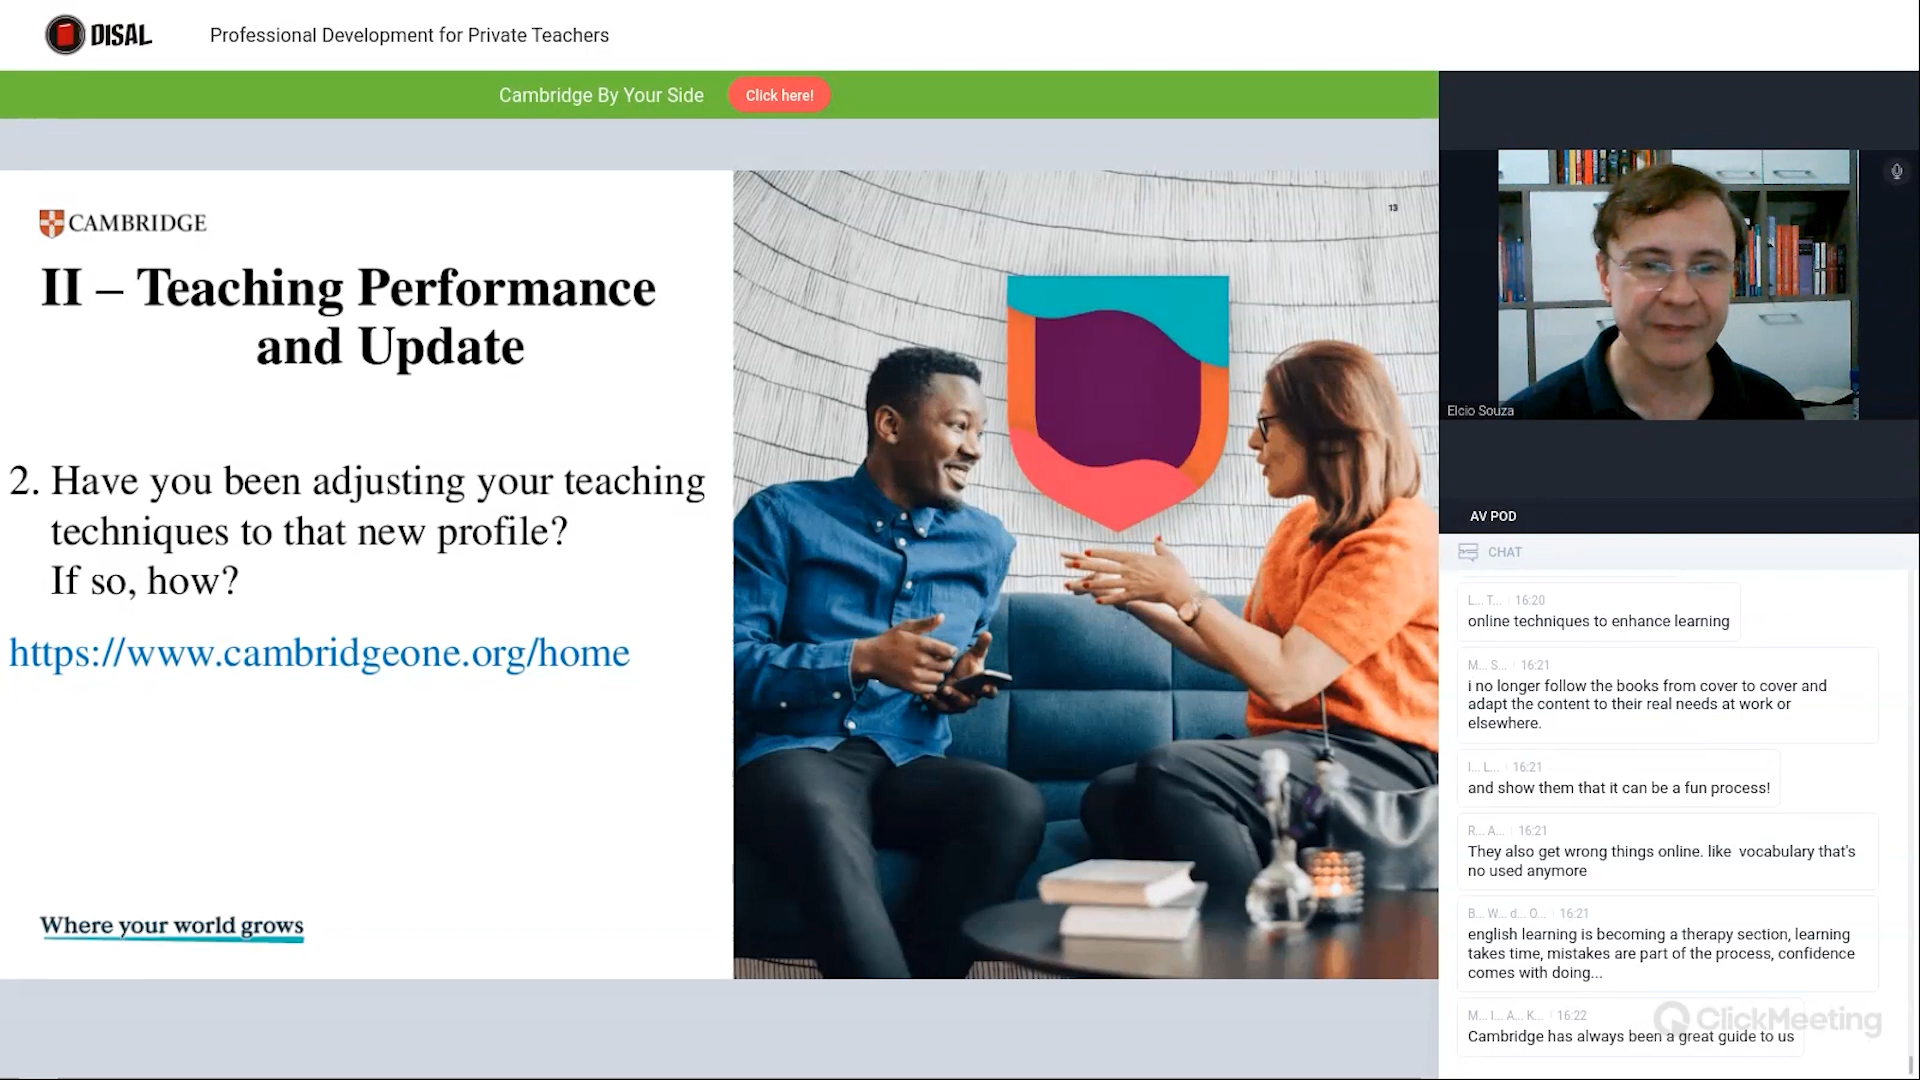 DISAL
Professional Development for Private Teachers
Cambridge By Your Side
Click here!
CAMBRIDGE
13
II – Teaching Performance
and Update
2. Have you been adjusting your teaching
techniques to that new profile?
If so, how?
https://www.cambridgeone.org/home
Where your world grows
Elcio Souza
AV POD
CHAT
L... T... 16:20
online techniques to enhance learning
M... S... 16:21
i no longer follow the books from cover to cover and
adapt the content to their real needs at work or
elsewhere.
I... L... 16:21
and show them that it can be a fun process!
R... A... 16:21
They also get wrong things online. like vocabulary that's
no used anymore
B... W... d... O... 16:21
english learning is becoming a therapy section, learning
takes time, mistakes are part of the process, confidence
comes with doing...
M... I... A... K... 16:22
Cambridge has always been a great guide to us
ClickMeeting